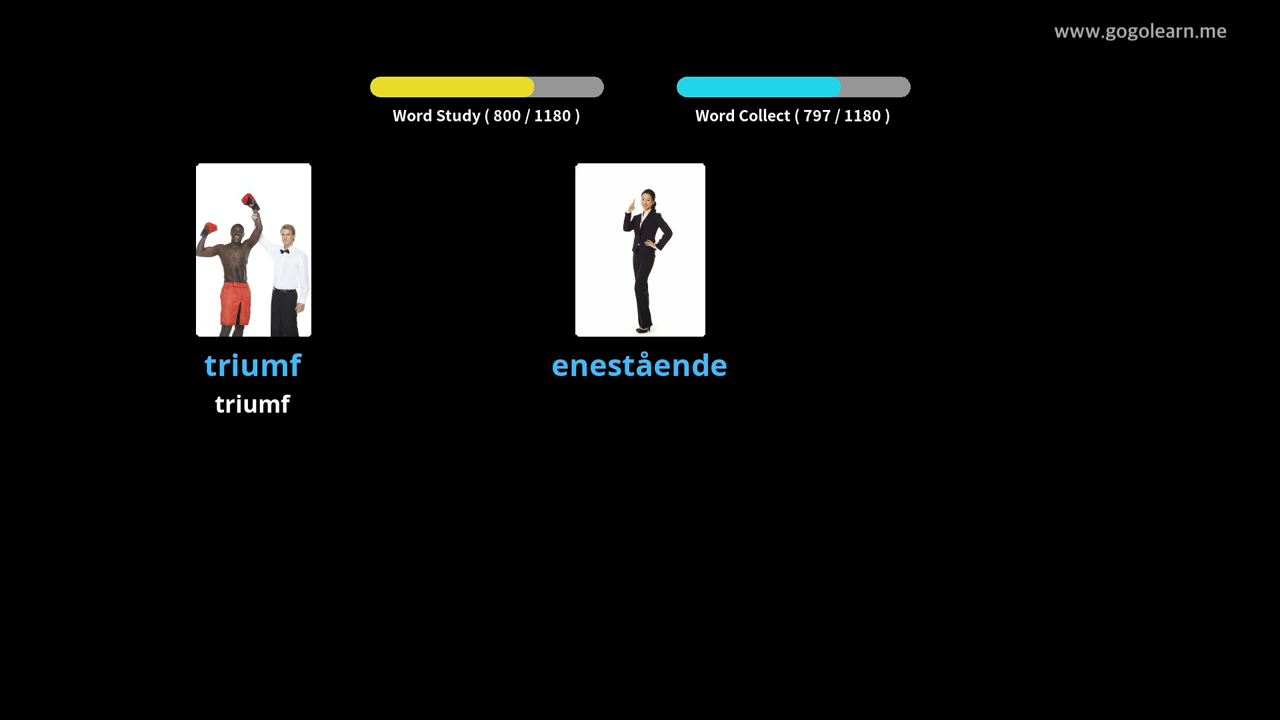 www.gogolearn.me
Word Study ( 800 / 1180 )
Word Collect ( 797 / 1180 )
triumf
enestående
triumf